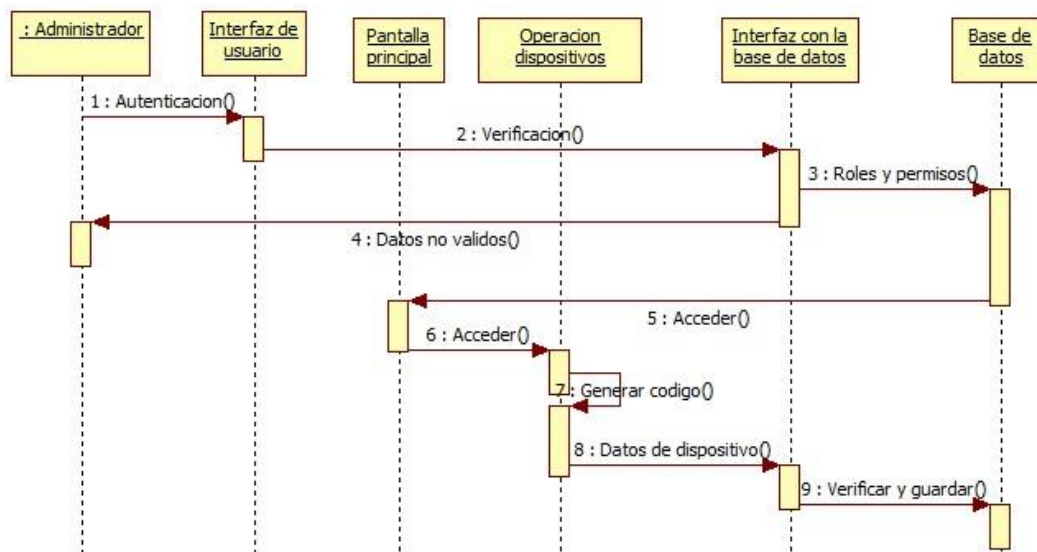 : Administrador
Interfaz de
usuario
Pantalla
principal
Operacion
dispositivos
Interfaz con la
base de datos
Base de
datos
1 : Autenticacion()
2 : Verificacion()
3 : Roles y permisos()
4 : Datos no validos()
5 : Acceder()
6 : Acceder()
7 : Generar codigo()
8 : Datos de dispositivo()
9 : Verificar y guardar()